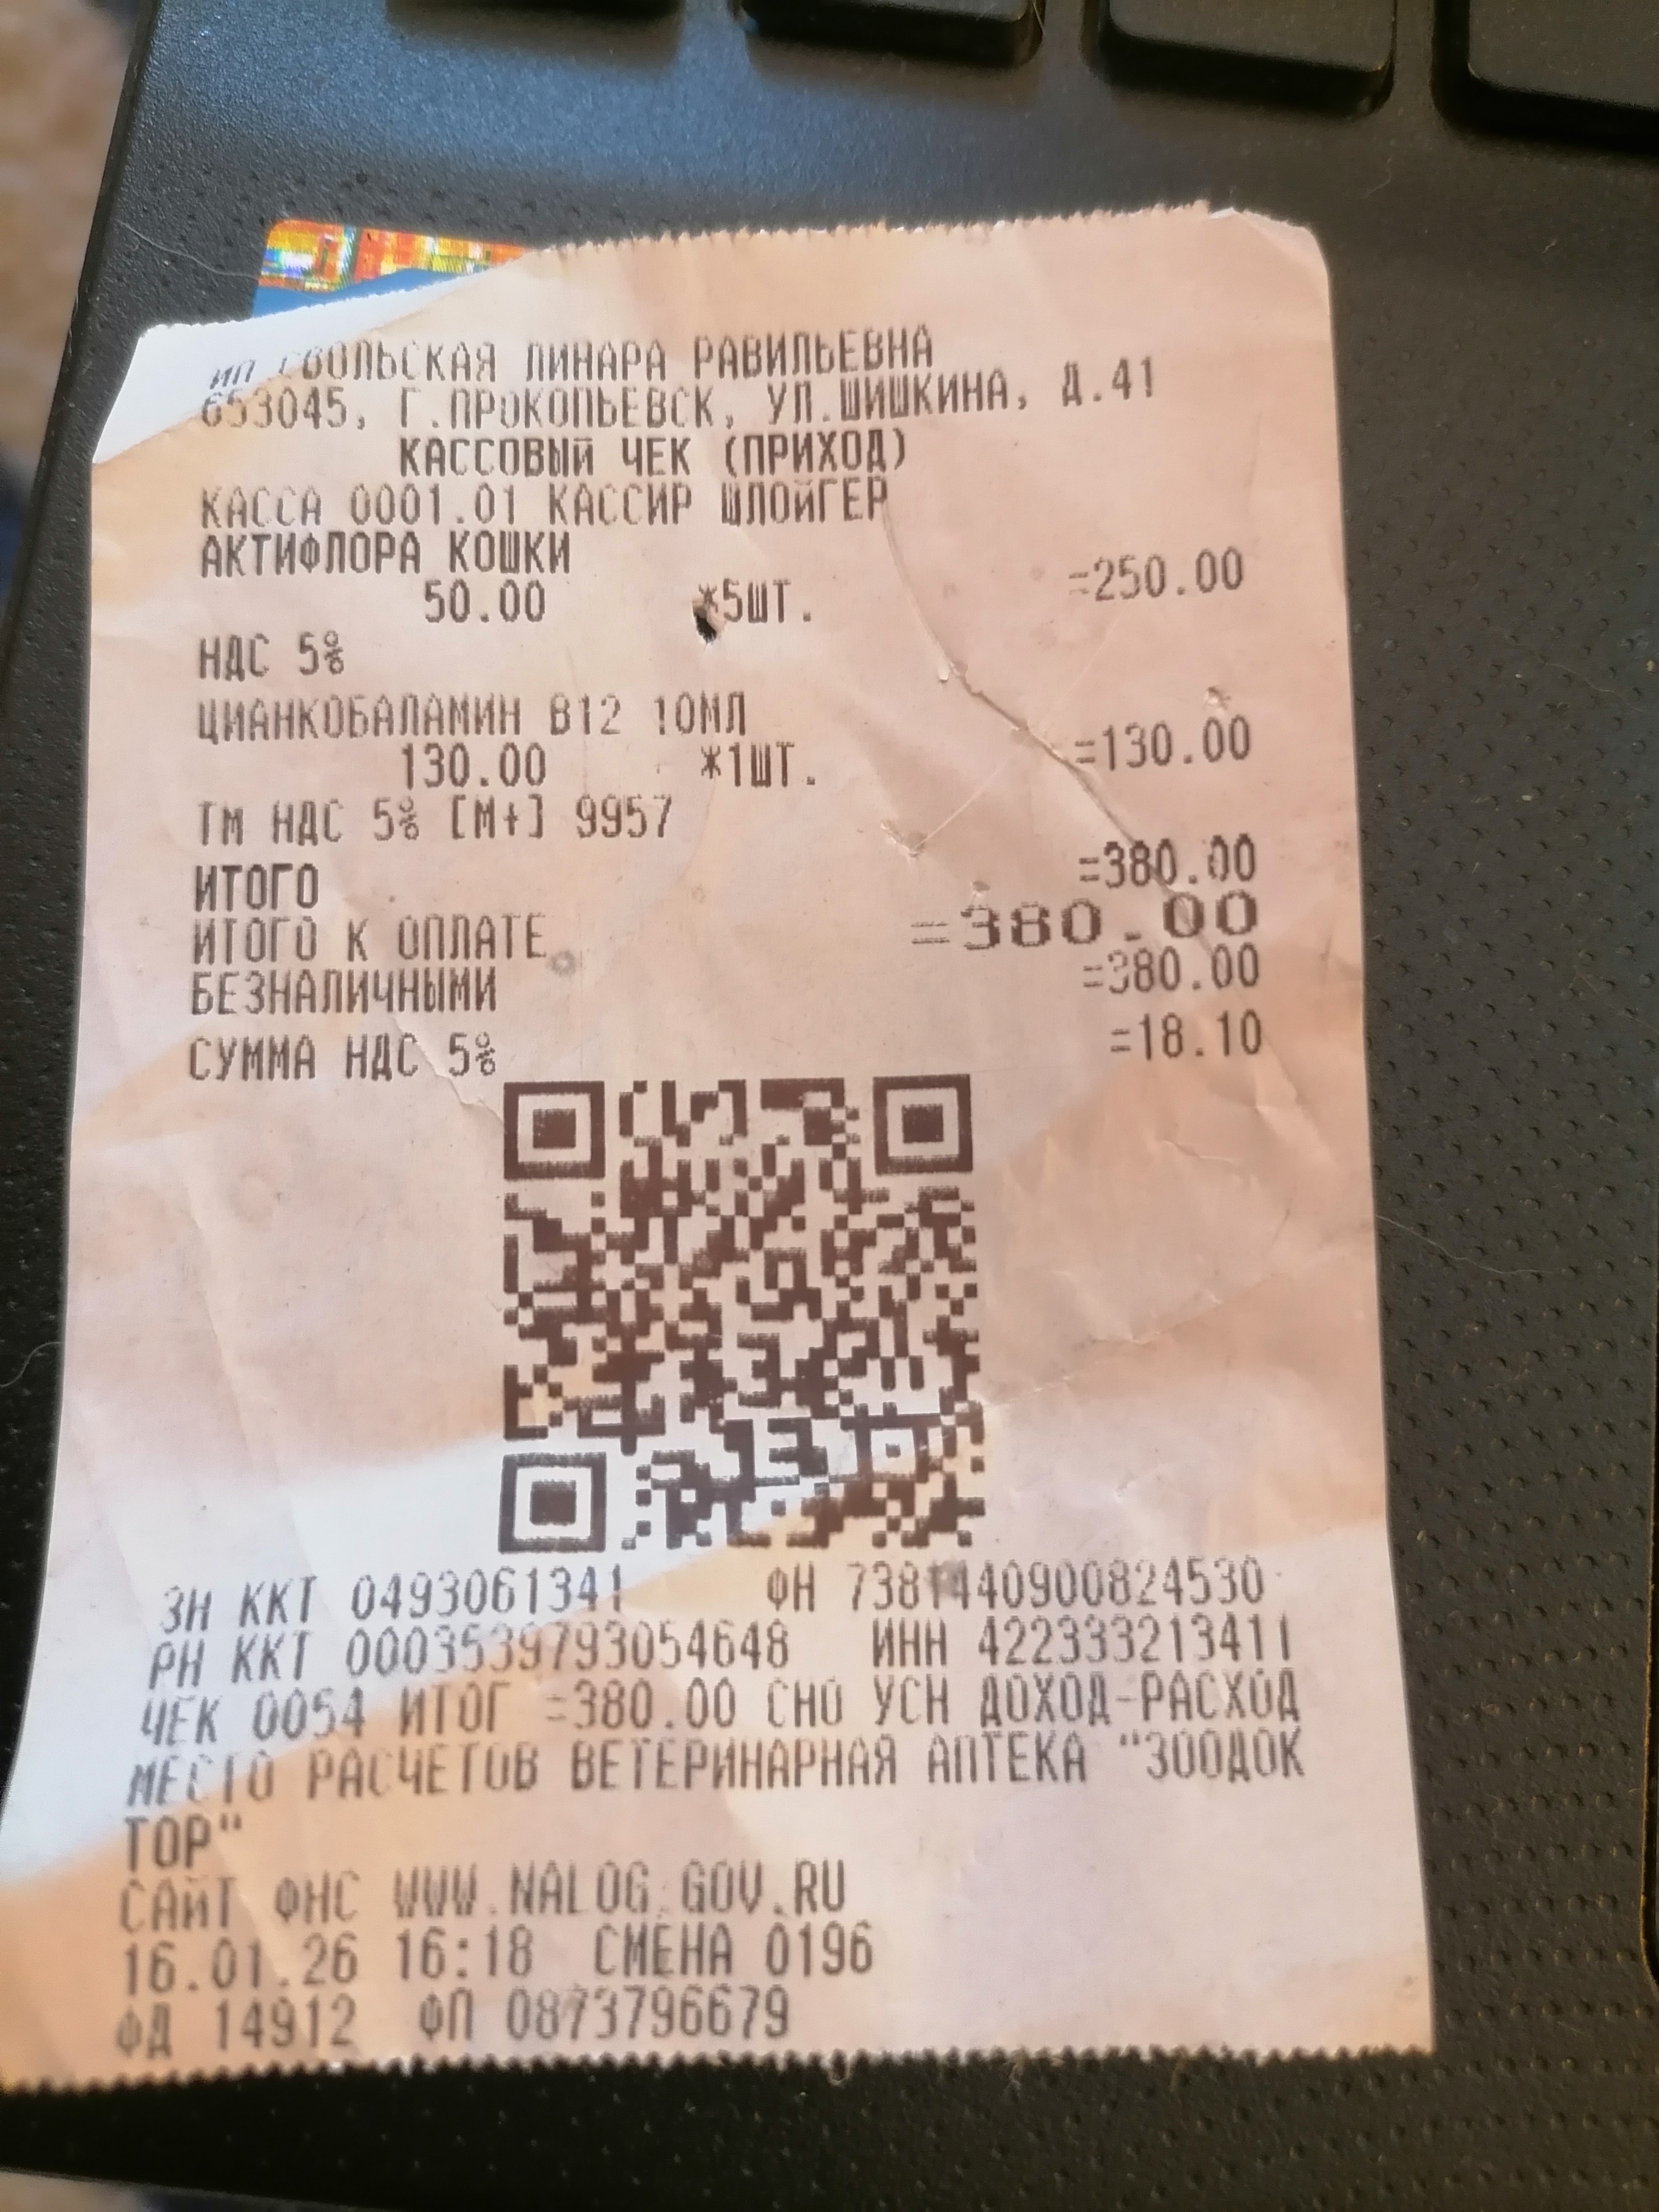 ИП СВОЛЬСКАЯ ЛИНАРА РАВИЛЬЕВНА
653045, Г.ПРОКОПЬЕВСК, УЛ.ШИШКИНА, Д.41
КАССОВЫЙ ЧЕК (ПРИХОД)
КАССА 0001.01 КАССИР ШЛОЙГЕР
АКТИФЛОРА КОШКИ
50.00 *5ШТ. =250.00
НДС 5%
ЦИАНКОБАЛАМИН В12 10МЛ
130.00 *1ШТ. =130.00
ТМ НДС 5% [М+] 9957
ИТОГО =380.00
ИТОГО К ОПЛАТЕ =380.00
БЕЗНАЛИЧНЫМИ =380.00
СУММА НДС 5% =18.10
ЗН ККТ 0493061341 ФН 7381440900824530
РН ККТ 0003539793054648 ИНН 422333213411
ЧЕК 0054 ИТОГ =380.00 СНО УСН ДОХОД-РАСХОД
МЕСТО РАСЧЕТОВ ВЕТЕРИНАРНАЯ АПТЕКА "ЗООДОК
ТОР"
САЙТ ФНС WWW.NALOG.GOV.RU
16.01.26 16:18 СМЕНА 0196
ФД 14912 ФП 0873796679